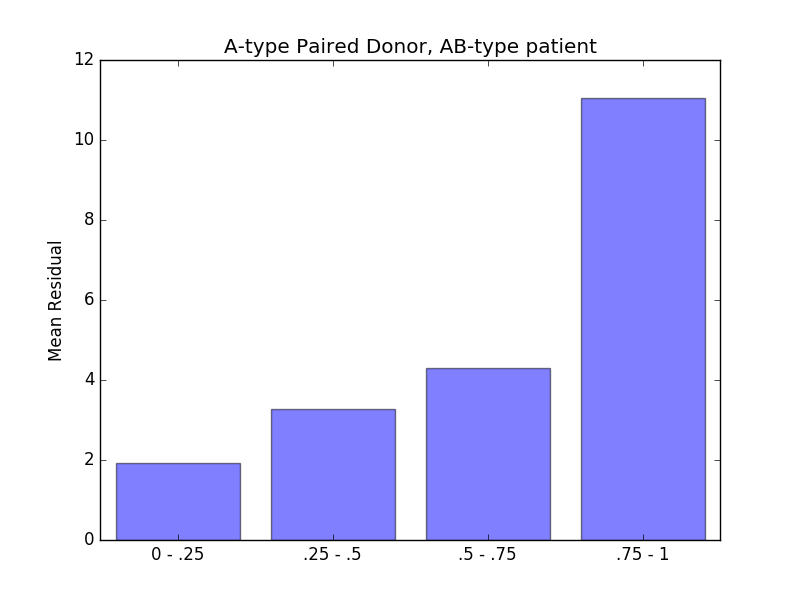 A-type Paired Donor, AB-type patient
12
10
8
6
4
2
0
Mean Residual
0 - .25
.25 - .5
.5 - .75
.75 - 1